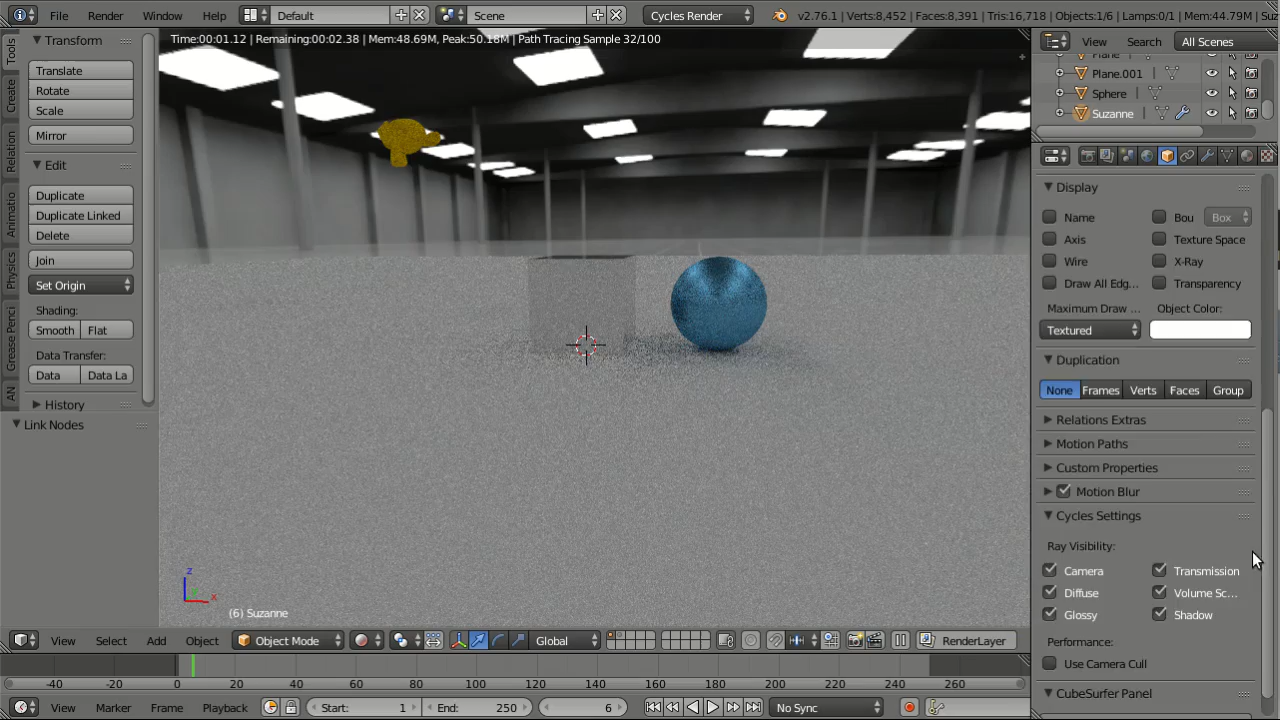 File Render Window Help Default Scene Cycles Render v2.76.1 | Verts:8,452 | Faces:8,391 | Tris:16,718 | Objects:1/6 | Lamps:0/1 | Mem:44.79M | Suz
Time:00:01.12 | Remaining:00:02.38 | Mem:48.69M, Peak:50.18M | Path Tracing Sample 32/100
Tools
Create
Relation
Animatio
Physics
Grease Penci
AN
Transform
Translate
Rotate
Scale
Mirror
Edit
Duplicate
Duplicate Linked
Delete
Join
Set Origin
Shading:
Smooth Flat
Data Transfer:
Data Data La
History
Link Nodes
z
x
(6) Suzanne
View Search All Scenes
Plane
Plane.001
Sphere
Suzanne
Display
Name Bou Box
Axis Texture Space
Wire X-Ray
Draw All Edg... Transparency
Maximum Draw ... Object Color:
Textured
Duplication
None Frames Verts Faces Group
Relations Extras
Motion Paths
Custom Properties
Motion Blur
Cycles Settings
Ray Visibility:
Camera Transmission
Diffuse Volume Sc...
Glossy Shadow
Performance:
Use Camera Cull
CubeSurfer Panel
View Select Add Object Object Mode Global RenderLayer
-40 -20 0 20 40 60 80 100 120 140 160 180 200 220 240 260
View Marker Frame Playback Start: 1 End: 250 6 No Sync